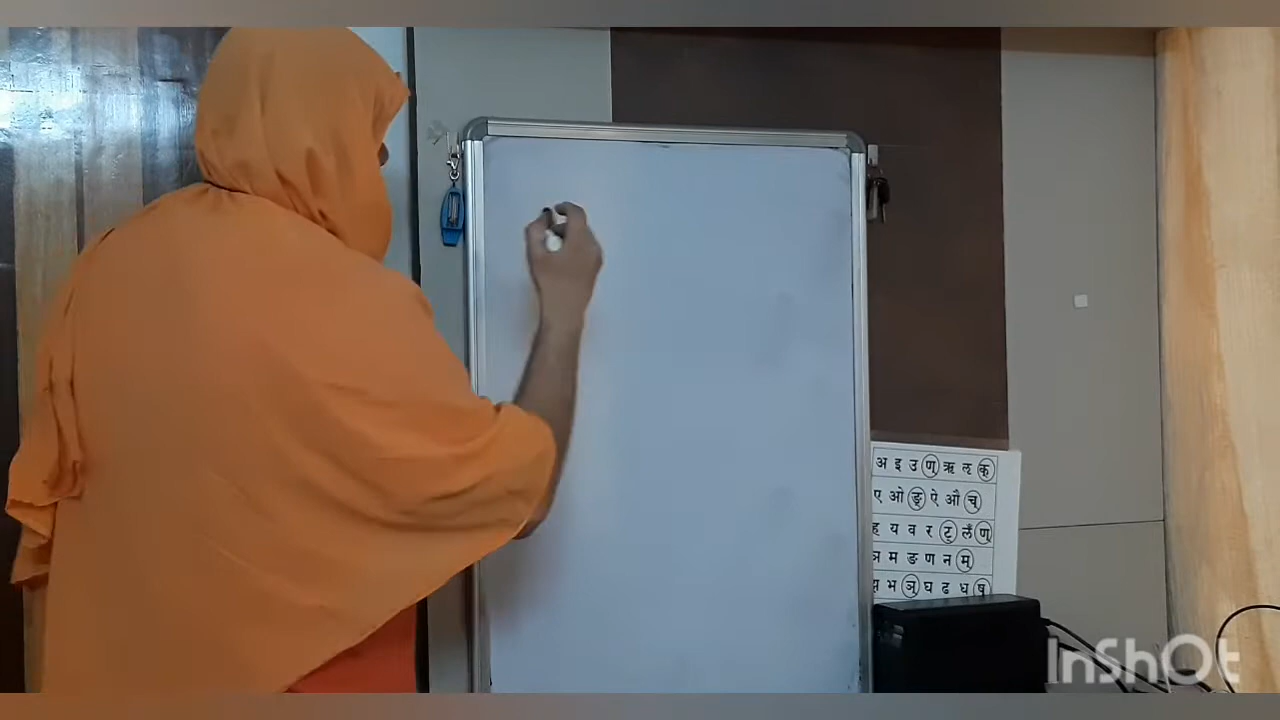 अ इ उ ण् ऋ ऌ क्
ए ओ ङ् ऐ औ च्
ह य व र ट् लँ ण्
ञ म ङ ण न म्
झ भ ञ् घ ढ ध ष्
InShOt